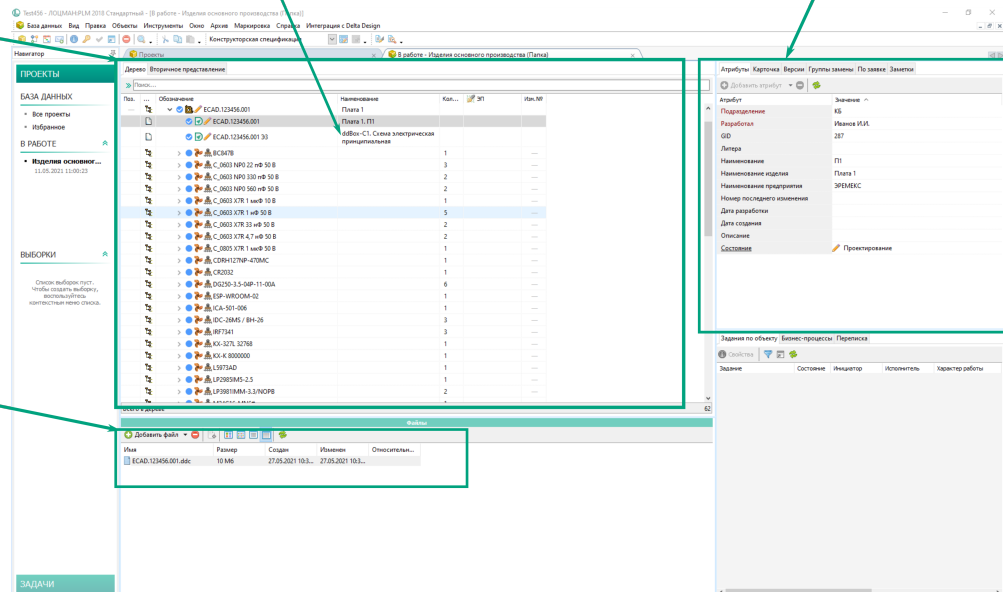 Test456 - ЛОЦМАН:PLM 2018 Стандартный - [В работе - Изделия основного производства (Папка)]
База данных Вид Правка Объекты Инструменты Окно Архив Маркировка Справка Интеграция с Delta Design
Конструкторская спецификация
Навигатор
Проекты
В работе - Изделия основного производства (Папка)
ПРОЕКТЫ
БАЗА ДАННЫХ
Все проекты
Избранное
В РАБОТЕ
Изделия основног...
11.05.2021 11:00:23
ВЫБОРКИ
Список выборок пуст.
Чтобы создать выборку,
воспользуйтесь
контекстным меню списка.
ЗАДАЧИ
Дерево Вторичное представление
Поиск...
Поз. ... Обозначение Наименование Кол... ЭП Изм.№
ECAD.123456.001 Плата 1
ECAD.123456.001 Плата 1. П1
ECAD.123456.001 Э3 ddBox-C1. Схема электрическая
принципиальная
BC847B 1 ...
C_0603 NP0 22 пФ 50 В 3 ...
C_0603 NP0 330 пФ 50 В 2 ...
C_0603 NP0 560 пФ 50 В 2 ...
C_0603 X7R 1 мкФ 10 В 1 ...
C_0603 X7R 1 нФ 50 В 5 ...
C_0603 X7R 33 нФ 50 В 2 ...
C_0603 X7R 4,7 нФ 50 В 2 ...
C_0805 X7R 1 мкФ 50 В 1 ...
CDRH127NP-470MC 1 ...
CR2032 1 ...
DG250-3.5-04P-11-00A 6 ...
ESP-WROOM-02 1 ...
ICA-501-006 1 ...
IDC-26MS / BH-26 3 ...
IRF7341 3 ...
KX-327L 32768 1 ...
KX-K 8000000 1 ...
L5973AD 1 ...
LP2985IM5-2.5 1 ...
LP3981IMM-3.3/NOPB 2 ...
Всего в дереве 62
Файлы
Добавить файл
Имя Размер Создан Изменен Относительн...
ECAD.123456.001.ddc 10 Мб 27.05.2021 10:3... 27.05.2021 10:3...
Атрибуты Карточка Версии Группы замены По заявке Заметки
Добавить атрибут
Атрибут Значение
Подразделение КБ
Разработал Иванов И.И.
GID 287
Литера
Наименование П1
Наименование изделия Плата 1
Наименование предприятия ЭРЕМЕКС
Номер последнего изменения
Дата разработки
Дата создания
Описание
Состояние Проектирование
Задания по объекту Бизнес-процессы Переписка
Свойства
Задание Состояние Инициатор Исполнитель Характер работы